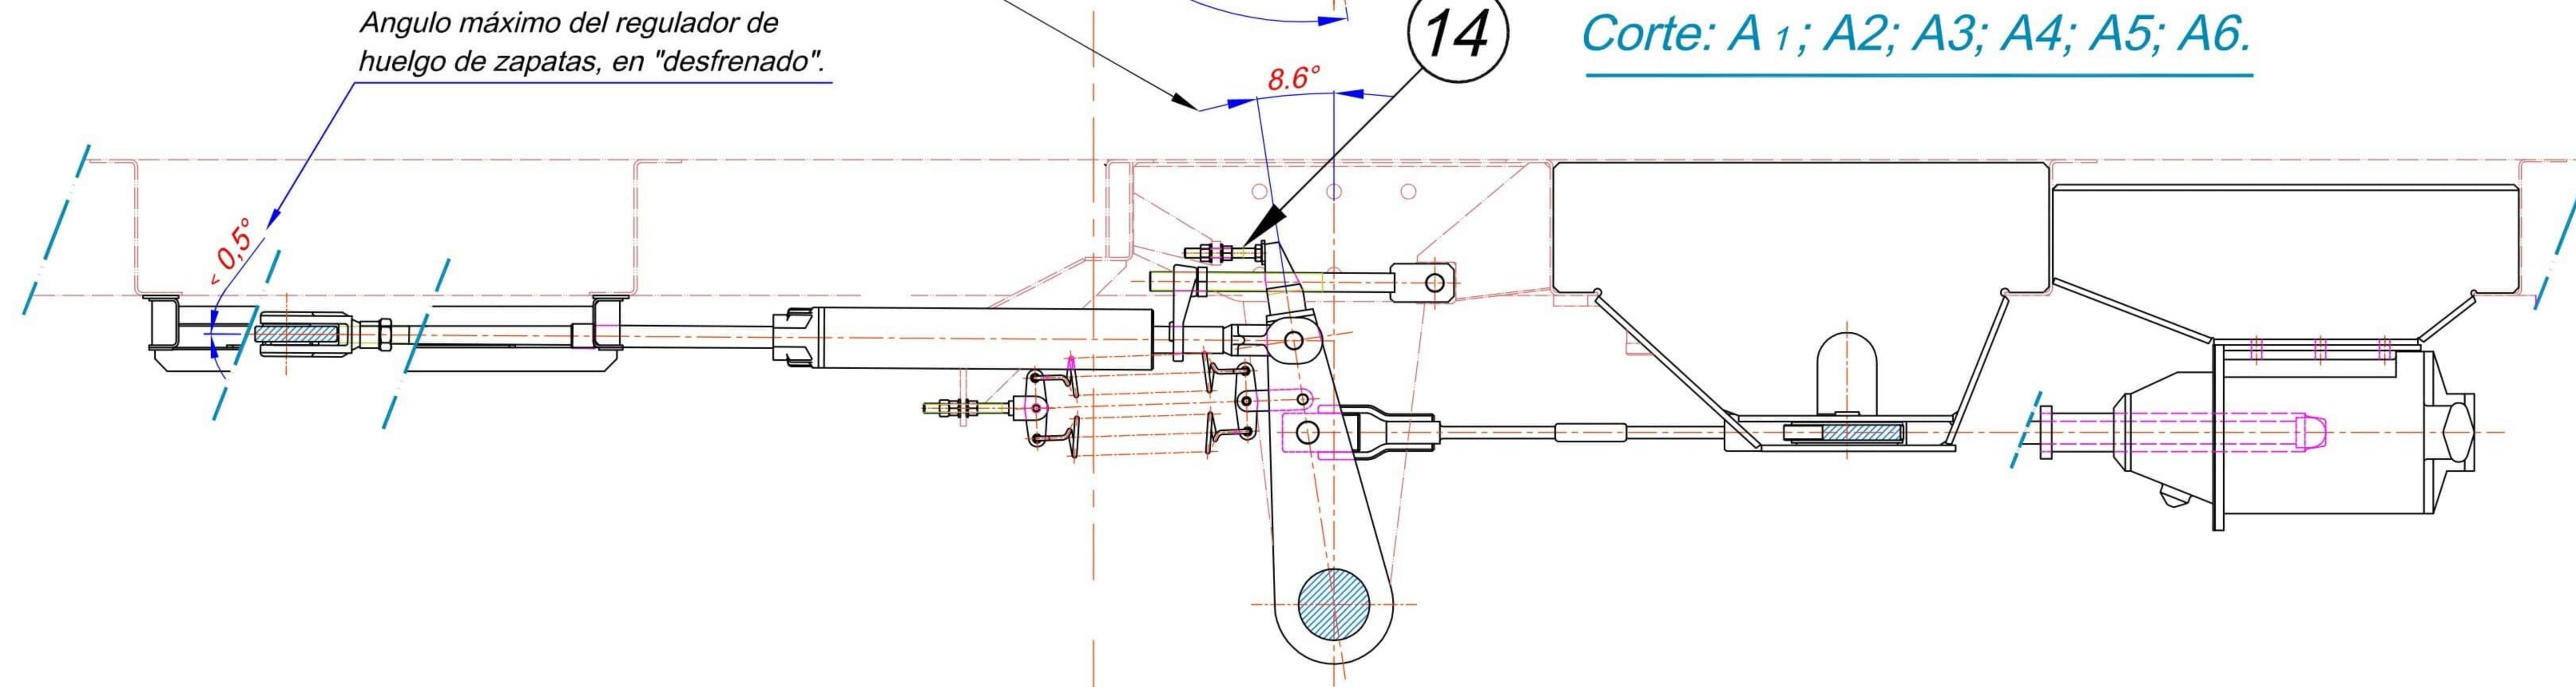 Angulo máximo del regulador de
huelgo de zapatas, en "desfrenado".
14
Corte: A 1; A2; A3; A4; A5; A6.
8.6°
< 0,5°